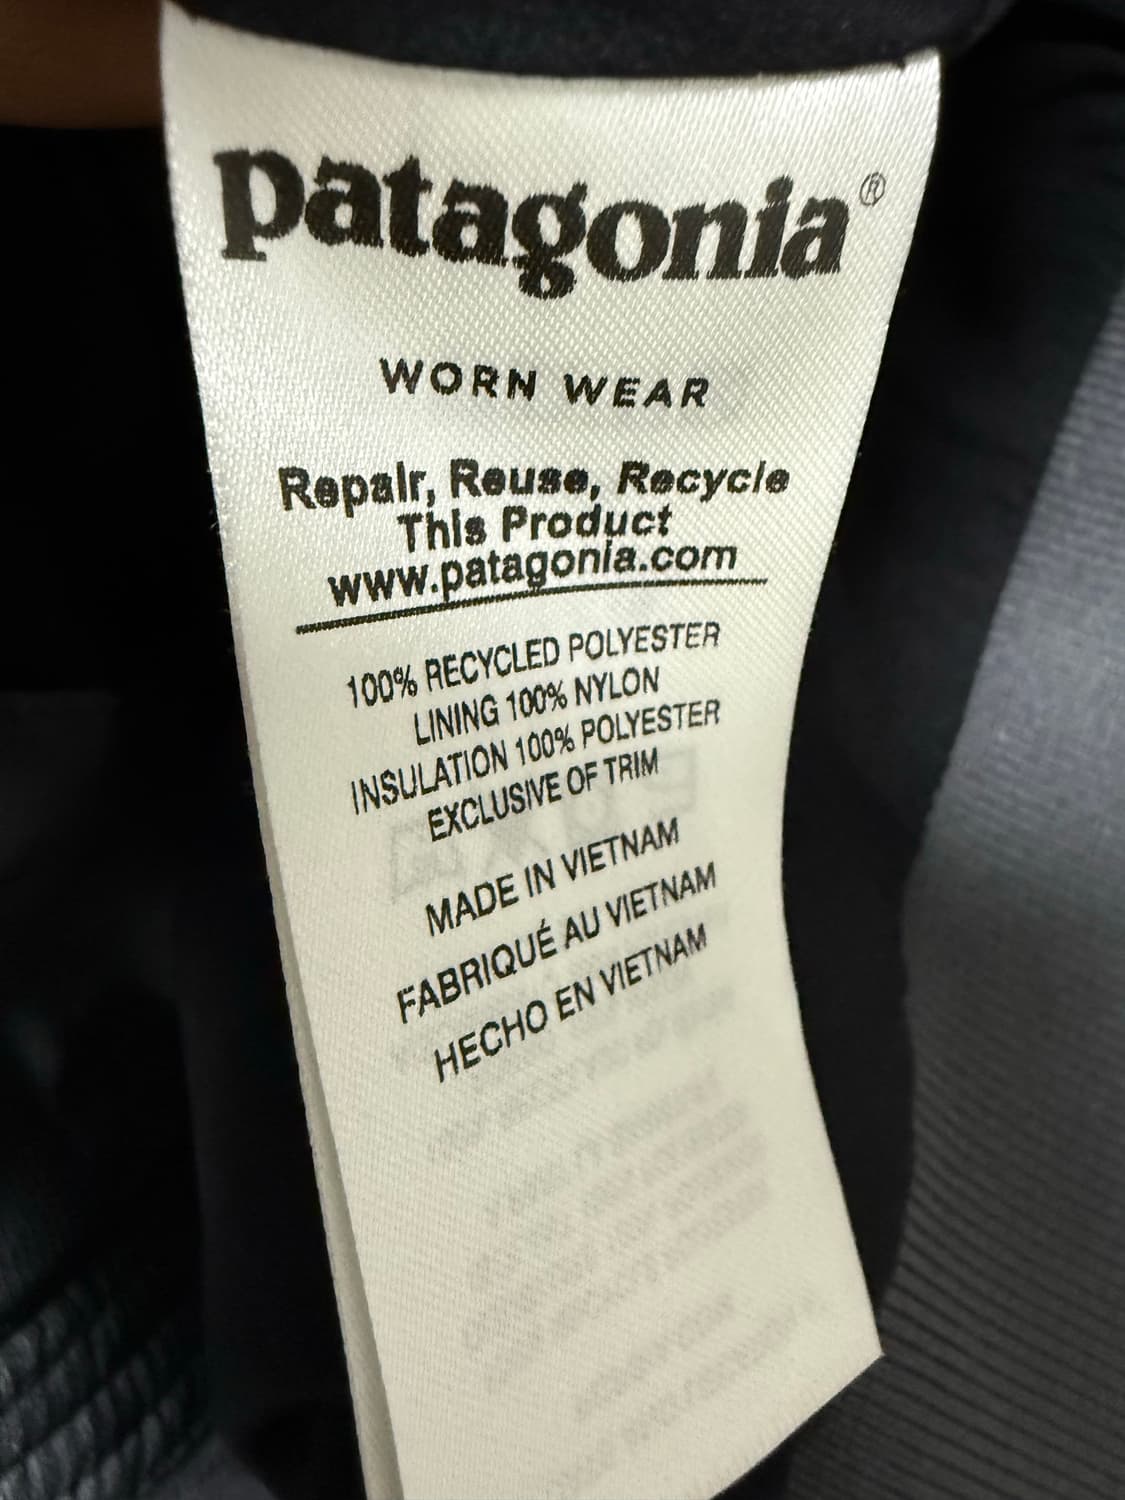 patagonia®
WORN WEAR
Repair, Reuse, Recycle
This Product
www.patagonia.com
100% RECYCLED POLYESTER
LINING 100% NYLON
INSULATION 100% POLYESTER
EXCLUSIVE OF TRIM
MADE IN VIETNAM
FABRIQUÉ AU VIETNAM
HECHO EN VIETNAM